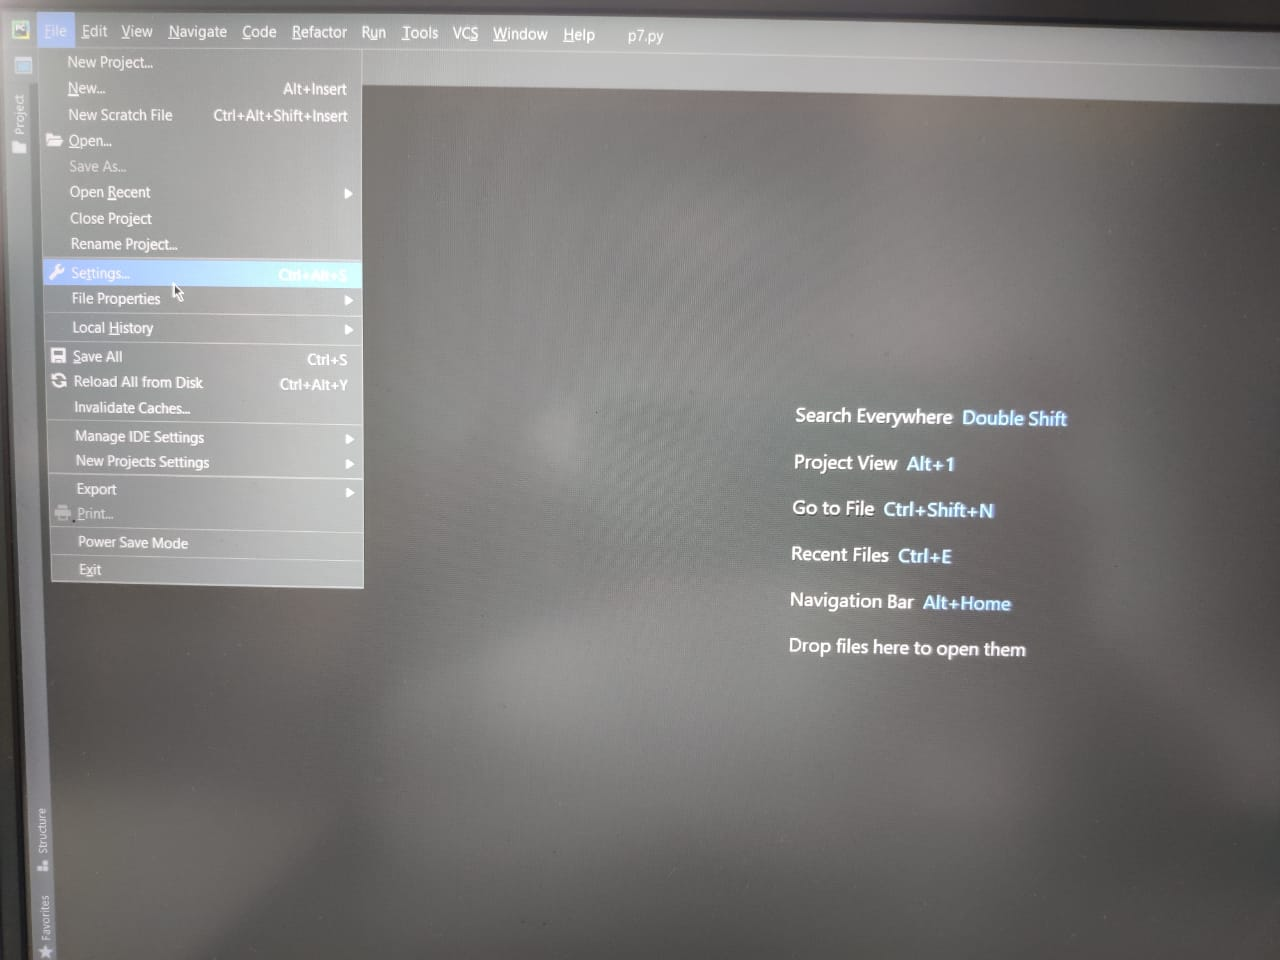 PC File Edit View Navigate Code Refactor Run Tools VCS Window Help p7.py
Project
New Project...
New... Alt+Insert
New Scratch File Ctrl+Alt+Shift+Insert
Open...
Save As...
Open Recent
Close Project
Rename Project...
Settings... Ctrl+Alt+S
File Properties
Local History
Save All Ctrl+S
Reload All from Disk Ctrl+Alt+Y
Invalidate Caches...
Manage IDE Settings
New Projects Settings
Export
Print...
Power Save Mode
Exit
Search Everywhere Double Shift
Project View Alt+1
Go to File Ctrl+Shift+N
Recent Files Ctrl+E
Navigation Bar Alt+Home
Drop files here to open them
Structure
Favorites